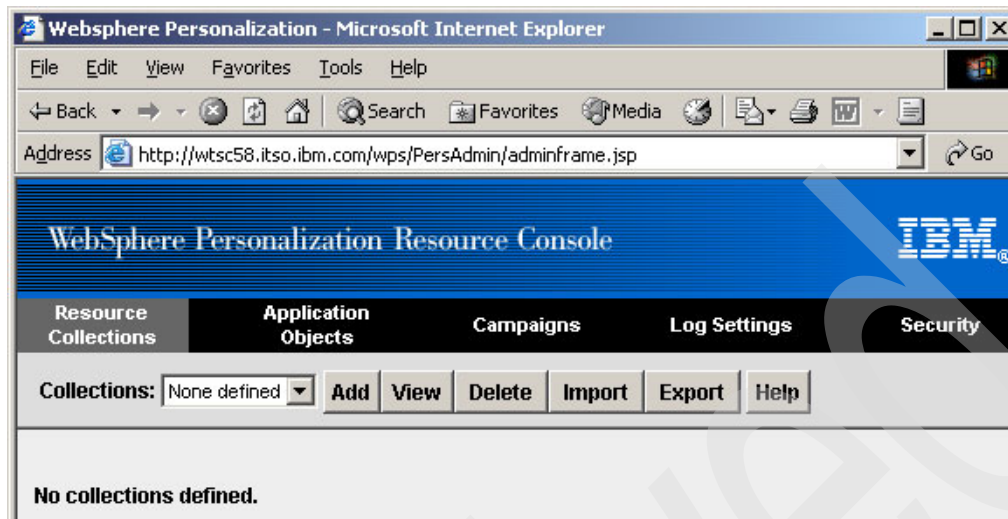 Websphere Personalization - Microsoft Internet Explorer
File Edit View Favorites Tools Help
Back Search Favorites Media
Address http://wtsc58.itso.ibm.com/wps/PersAdmin/adminframe.jsp Go
WebSphere Personalization Resource Console IBM®
Resource Collections Application Objects Campaigns Log Settings Security
Collections: None defined Add View Delete Import Export Help
No collections defined.